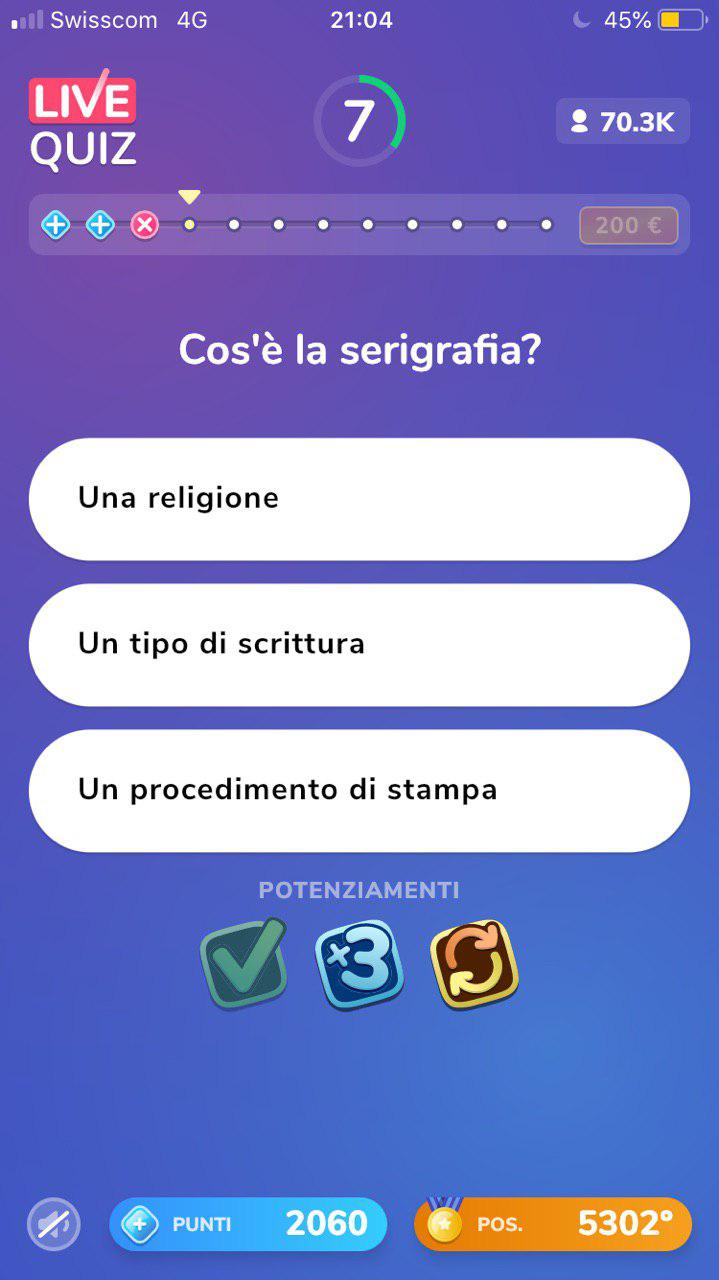 Swisscom 4G 21:04 45%
LIVE
QUIZ
7
70.3K
200 €
Cos'è la serigrafia?
Una religione
Un tipo di scrittura
Un procedimento di stampa
POTENZIAMENTI
×3
PUNTI 2060
POS. 5302°